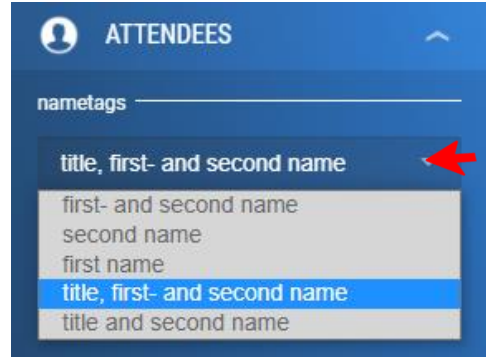 ATTENDEES
nametags
title, first- and second name
first- and second name
second name
first name
title, first- and second name
title and second name